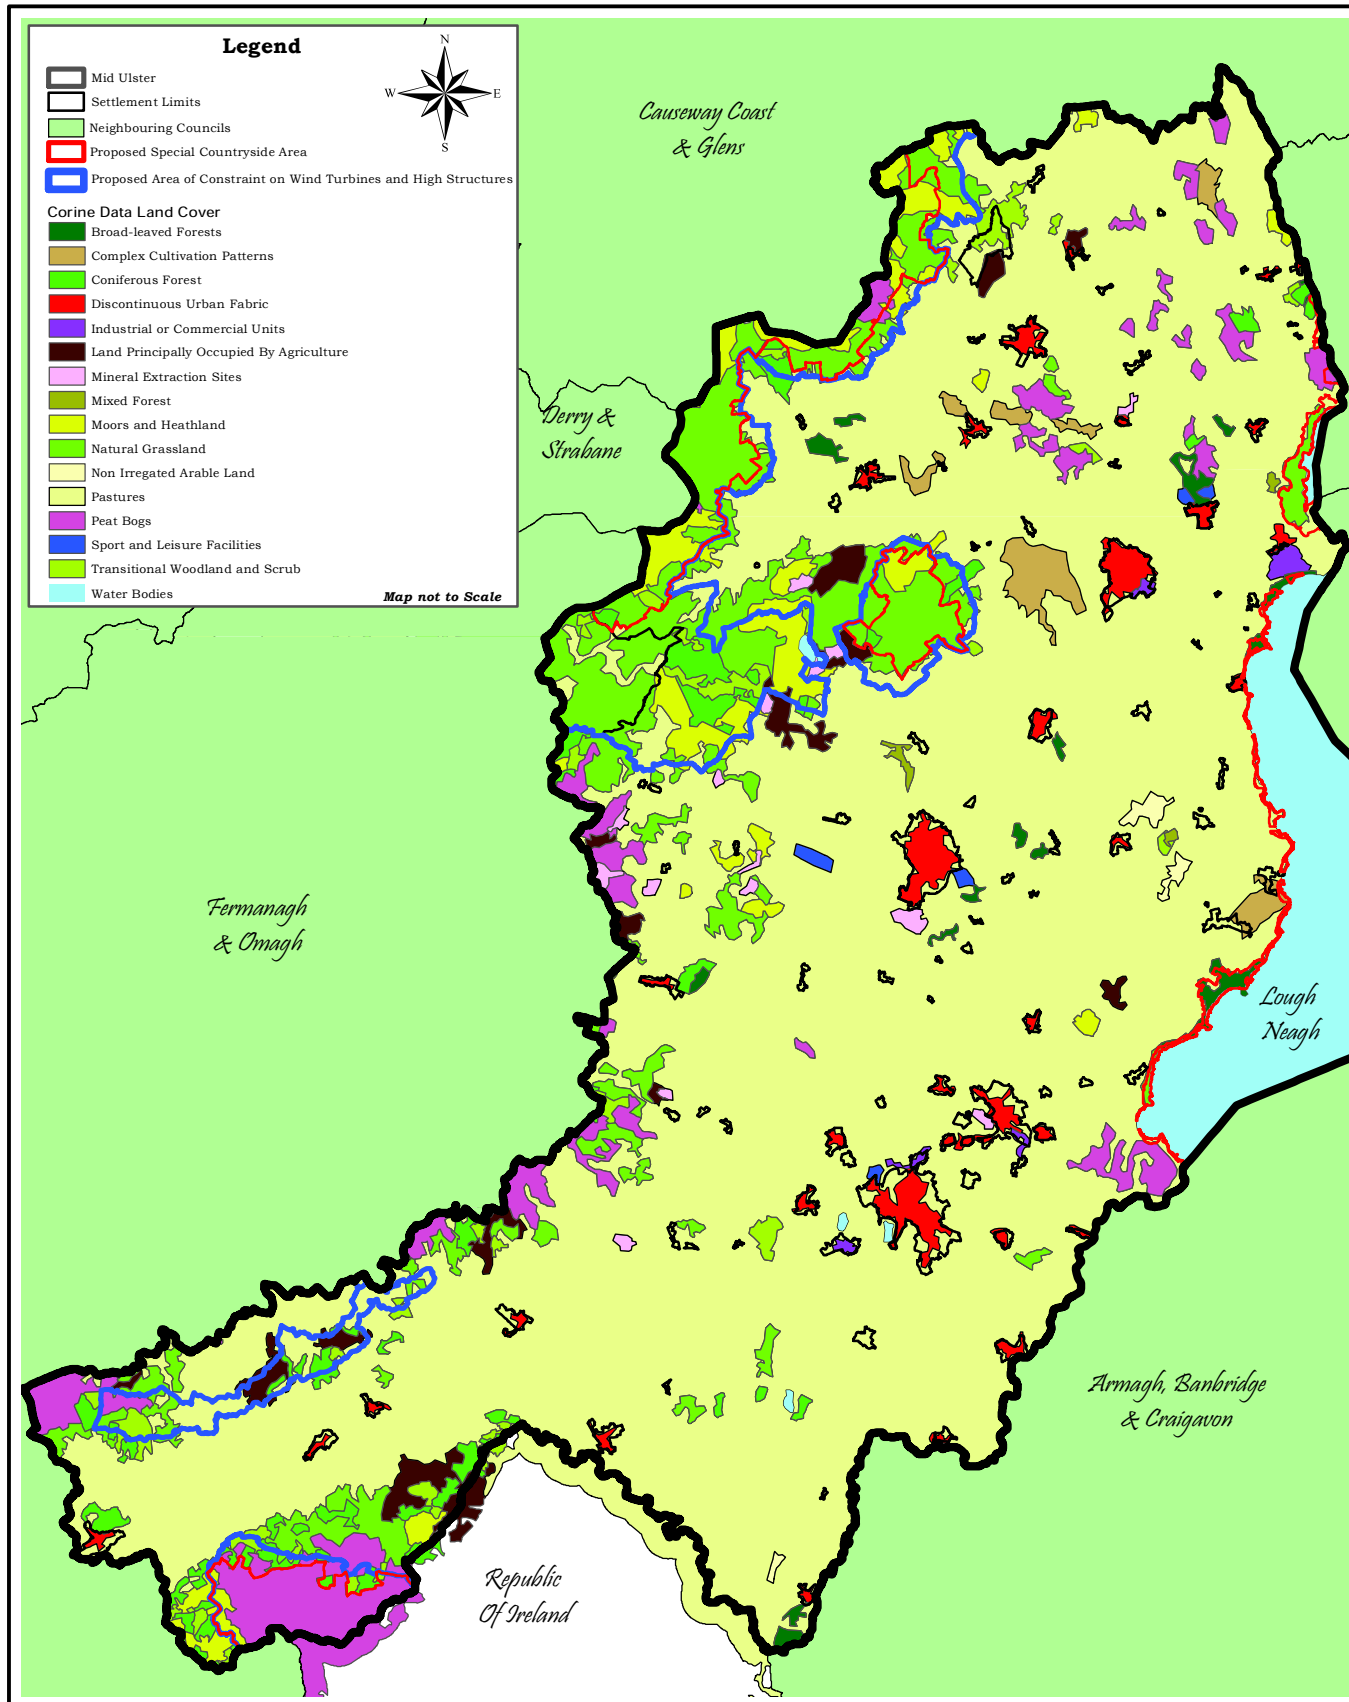 Legend
N
W
E
S
Mid Ulster
Settlement Limits
Neighbouring Councils
Proposed Special Countryside Area
Proposed Area of Constraint on Wind Turbines and High Structures
Corine Data Land Cover
Broad-leaved Forests
Complex Cultivation Patterns
Coniferous Forest
Discontinuous Urban Fabric
Industrial or Commercial Units
Land Principally Occupied By Agriculture
Mineral Extraction Sites
Mixed Forest
Moors and Heathland
Natural Grassland
Non Irregated Arable Land
Pastures
Peat Bogs
Sport and Leisure Facilities
Transitional Woodland and Scrub
Water Bodies
Map not to Scale
Causeway Coast
& Glens
Derry &
Strabane
Fermanagh
& Omagh
Lough
Neagh
Armagh, Banbridge
& Craigavon
Republic
Of Ireland